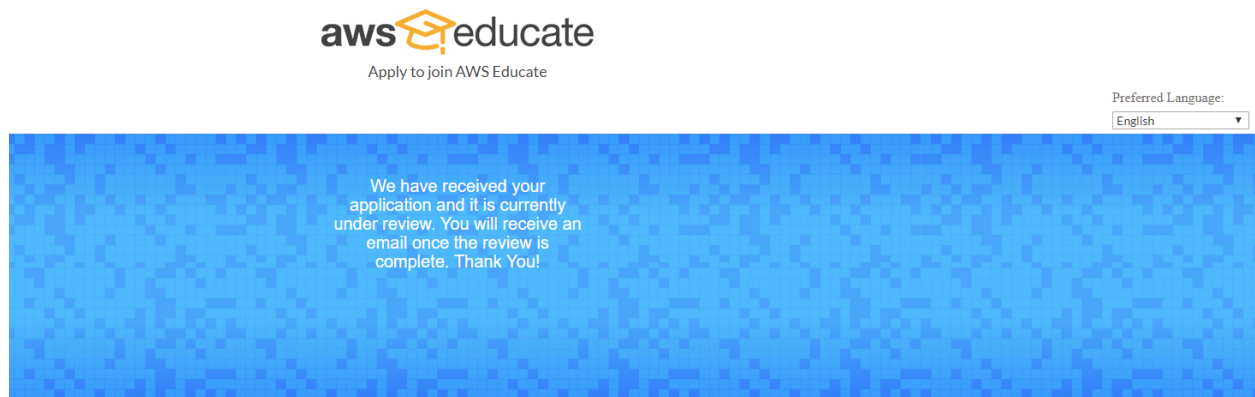 aws educate
Apply to join AWS Educate
Preferred Language:
English
We have received your
application and it is currently
under review. You will receive an
email once the review is
complete. Thank You!